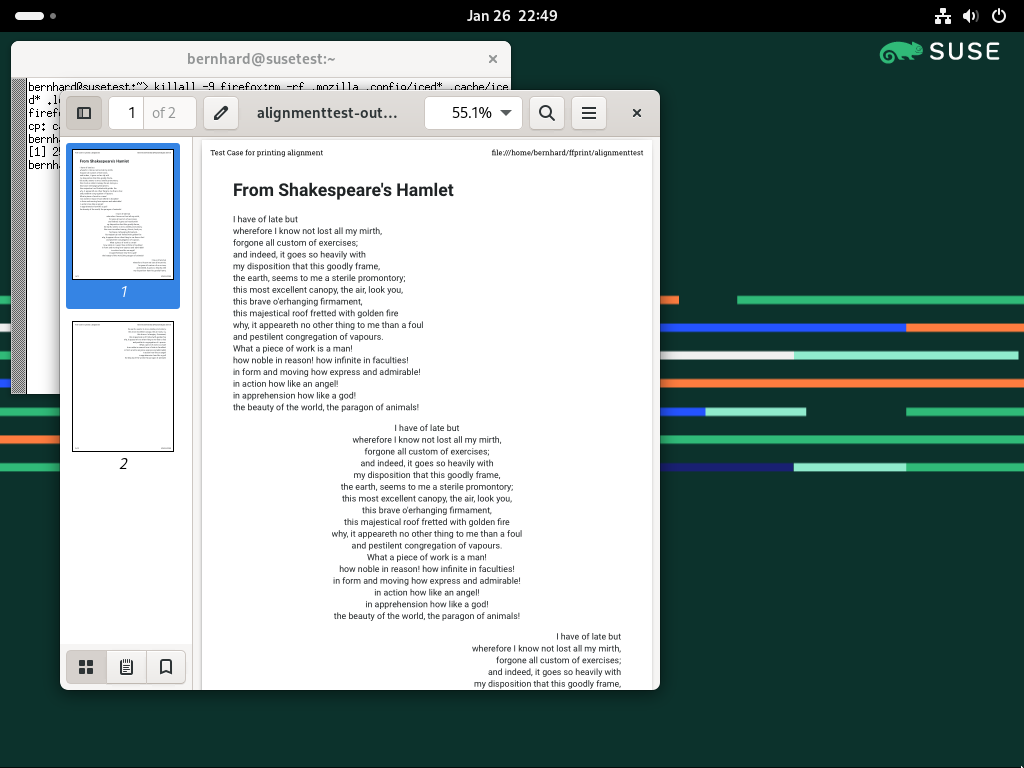 Jan 26 22:49
SUSE
bernhard@susetest:~
bernhard@susetest:~> killall -9 firefox;rm -rf .mozilla .config/iced* .cache/ice
d* .l
firef
cp: c
bern
[1] 2
bernh
1 of 2
alignmenttest-out...
55.1%
1
2
Test Case for printing alignment
file:///home/bernhard/ffprint/alignmenttest
From Shakespeare's Hamlet
I have of late but
wherefore I know not lost all my mirth,
forgone all custom of exercises;
and indeed, it goes so heavily with
my disposition that this goodly frame,
the earth, seems to me a sterile promontory;
this most excellent canopy, the air, look you,
this brave o'erhanging firmament,
this majestical roof fretted with golden fire
why, it appeareth no other thing to me than a foul
and pestilent congregation of vapours.
What a piece of work is a man!
how noble in reason! how infinite in faculties!
in form and moving how express and admirable!
in action how like an angel!
in apprehension how like a god!
the beauty of the world, the paragon of animals!
I have of late but
wherefore I know not lost all my mirth,
forgone all custom of exercises;
and indeed, it goes so heavily with
my disposition that this goodly frame,
the earth, seems to me a sterile promontory;
this most excellent canopy, the air, look you,
this brave o'erhanging firmament,
this majestical roof fretted with golden fire
why, it appeareth no other thing to me than a foul
and pestilent congregation of vapours.
What a piece of work is a man!
how noble in reason! how infinite in faculties!
in form and moving how express and admirable!
in action how like an angel!
in apprehension how like a god!
the beauty of the world, the paragon of animals!
I have of late but
wherefore I know not lost all my mirth,
forgone all custom of exercises;
and indeed, it goes so heavily with
my disposition that this goodly frame,